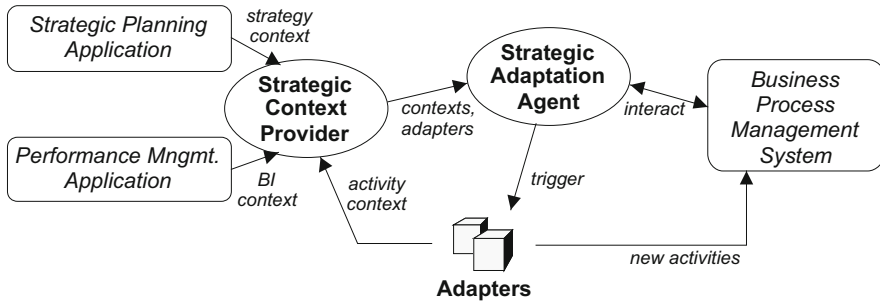 Strategic Planning
Application
strategy
context
Strategic
Context
Provider
Performance Mngmt.
Application
BI
context
activity
context
contexts,
adapters
Strategic
Adaptation
Agent
interact
Business
Process
Management
System
trigger
new activities
Adapters